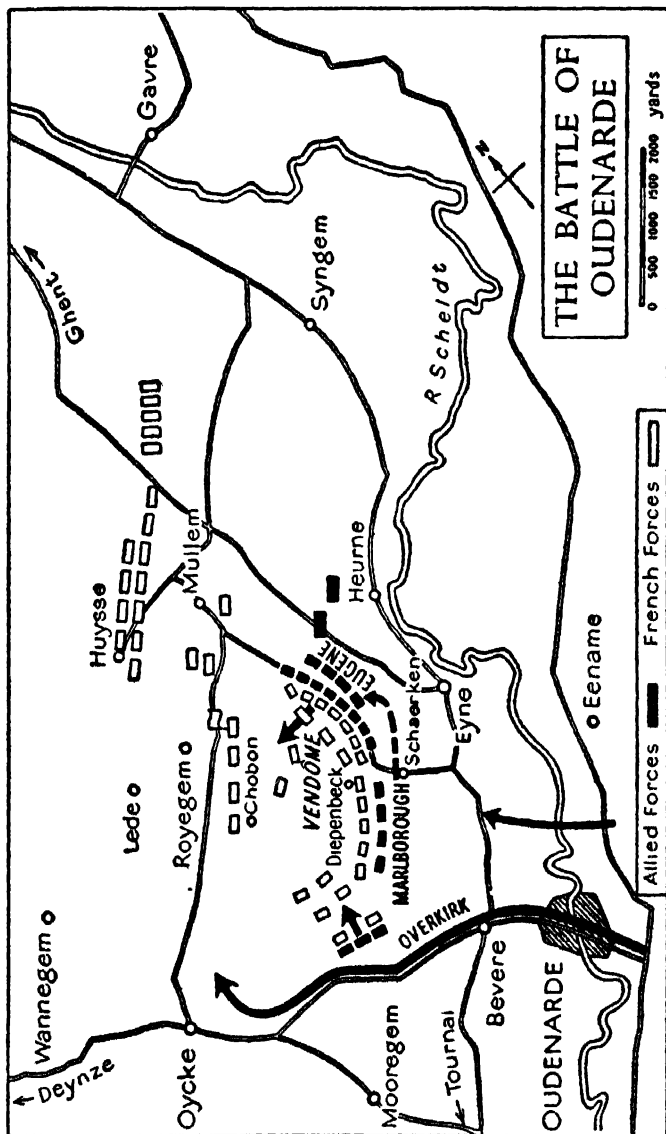 THE BATTLE OF
OUDENARDE
0 500 1000 1500 2000 yards
N
Gavre
Ghent
Syngem
R Scheldt
Huysse
Mullem
Heurne
Lede
Royegem
Chobon
VENDÔME
EUGENE
Diepenbeck
Schaerken
Eyne
MARLBOROUGH
Eename
Wannegem
Deynze
Oycke
OVERKIRK
Mooregem
Tournai
Bevere
OUDENARDE
Allied Forces
French Forces